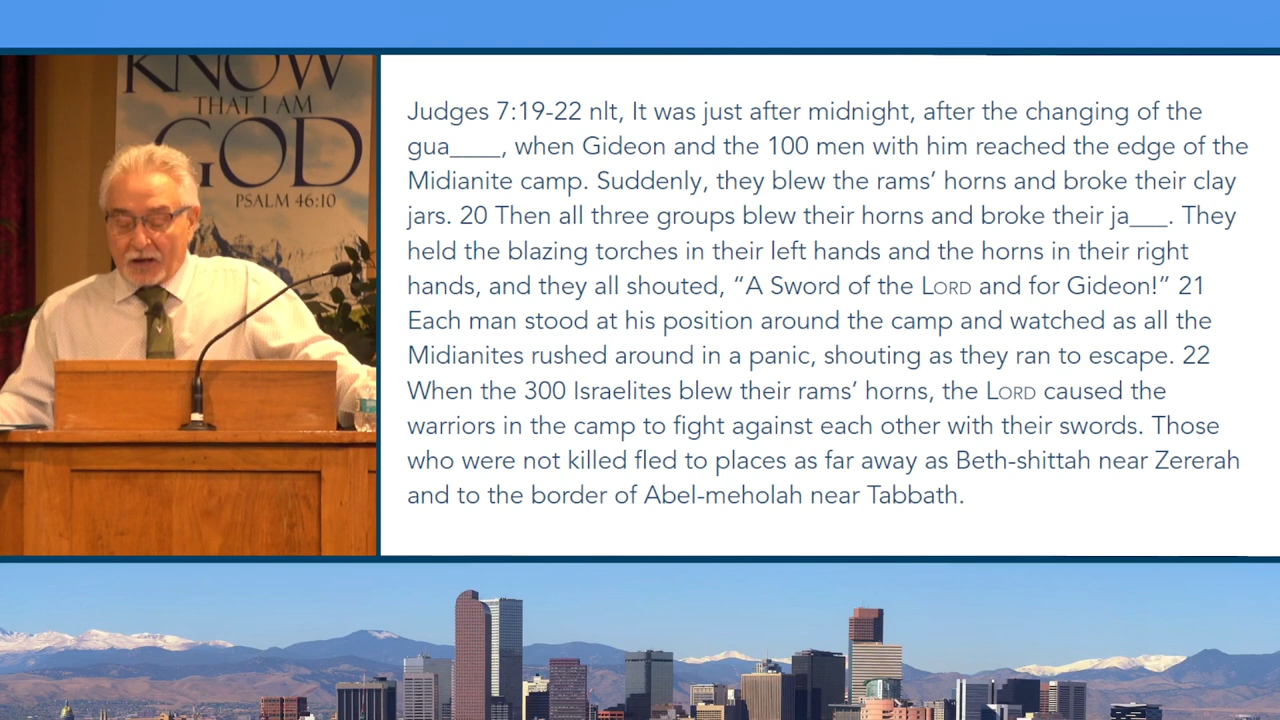 KNOW
THAT I AM
GOD
PSALM 46:10
Judges 7:19-22 nlt, It was just after midnight, after the changing of the
gua____, when Gideon and the 100 men with him reached the edge of the
Midianite camp. Suddenly, they blew the rams’ horns and broke their clay
jars. 20 Then all three groups blew their horns and broke their ja___. They
held the blazing torches in their left hands and the horns in their right
hands, and they all shouted, “A Sword of the LORD and for Gideon!” 21
Each man stood at his position around the camp and watched as all the
Midianites rushed around in a panic, shouting as they ran to escape. 22
When the 300 Israelites blew their rams’ horns, the LORD caused the
warriors in the camp to fight against each other with their swords. Those
who were not killed fled to places as far away as Beth-shittah near Zererah
and to the border of Abel-meholah near Tabbath.